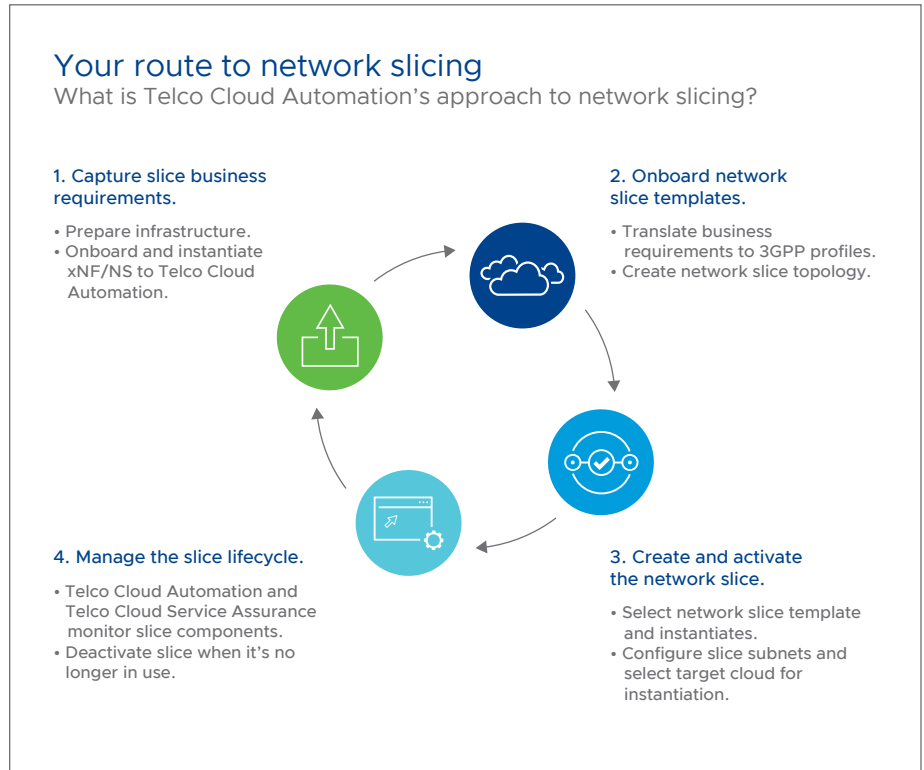 Your route to network slicing
What is Telco Cloud Automation's approach to network slicing?
1. Capture slice business
requirements.
• Prepare infrastructure.
• Onboard and instantiate
xNF/NS to Telco Cloud
Automation.
2. Onboard network
slice templates.
• Translate business
requirements to 3GPP profiles.
• Create network slice topology.
3. Create and activate
the network slice.
• Select network slice template
and instantiates.
• Configure slice subnets and
select target cloud for
instantiation.
4. Manage the slice lifecycle.
• Telco Cloud Automation and
Telco Cloud Service Assurance
monitor slice components.
• Deactivate slice when it's no
longer in use.